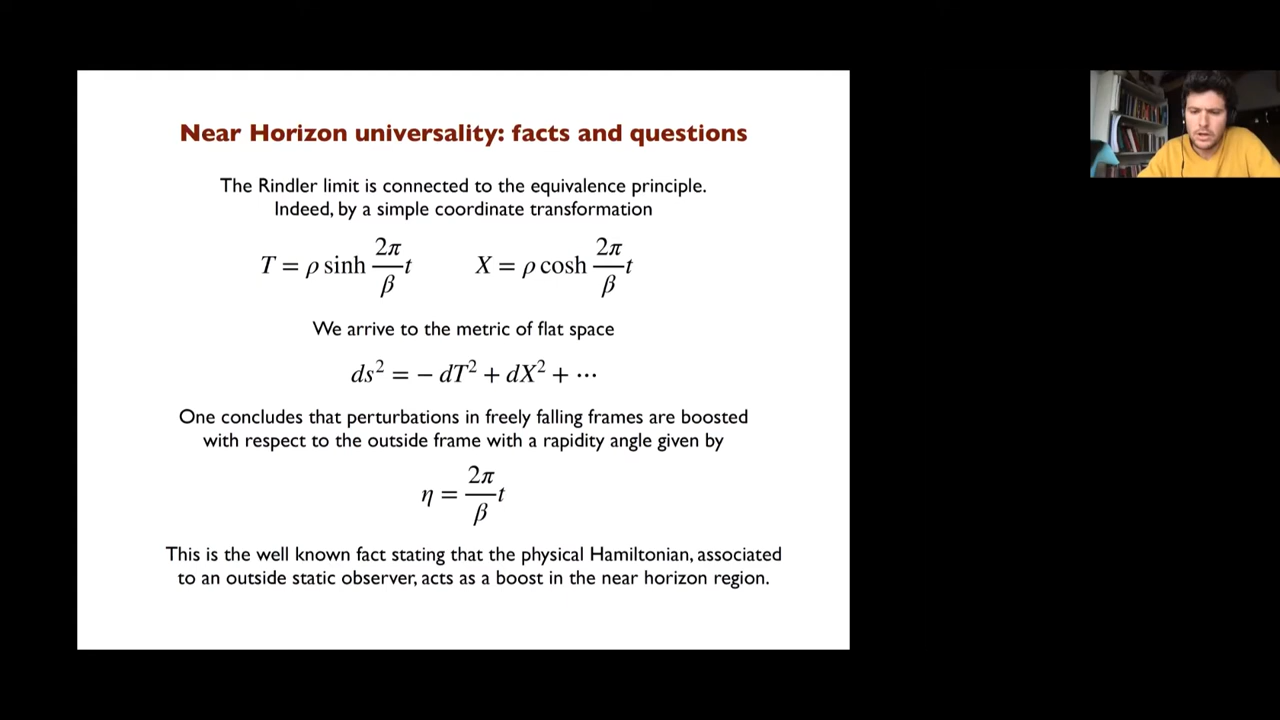 Near Horizon universality: facts and questions
The Rindler limit is connected to the equivalence principle.
Indeed, by a simple coordinate transformation
T = ρ sinh 2π/β t X = ρ cosh 2π/β t
We arrive to the metric of flat space
ds² = − dT² + dX² + ⋯
One concludes that perturbations in freely falling frames are boosted
with respect to the outside frame with a rapidity angle given by
η = 2π/β t
This is the well known fact stating that the physical Hamiltonian, associated
to an outside static observer, acts as a boost in the near horizon region.